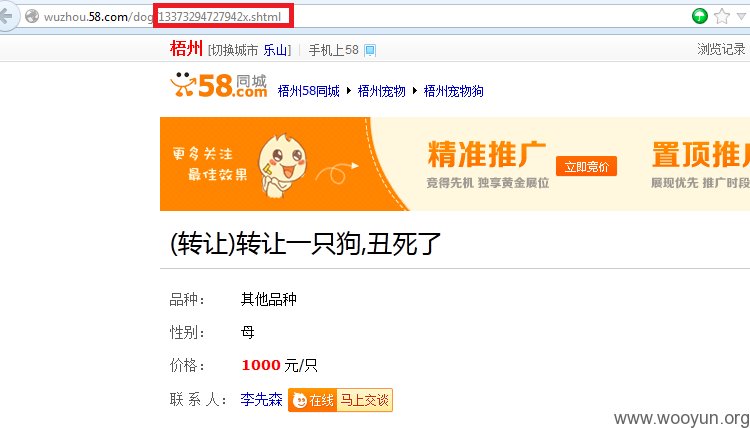 wuzhou.58.com/dog/13373294727942x.shtml
梧州 [切换城市 乐山] | 手机上58 浏览记录
58同城.com 梧州58同城 梧州宠物 梧州宠物狗
更多关注 精准推广 立即竞价 置顶推广
最佳效果 竞得先机 独享黄金展位 展现优先 推广时段
(转让)转让一只狗,丑死了
品种： 其他品种
性别： 母
价格： 1000 元/只
联 系 人： 李先森 在线 马上交谈
www.wooyun.org